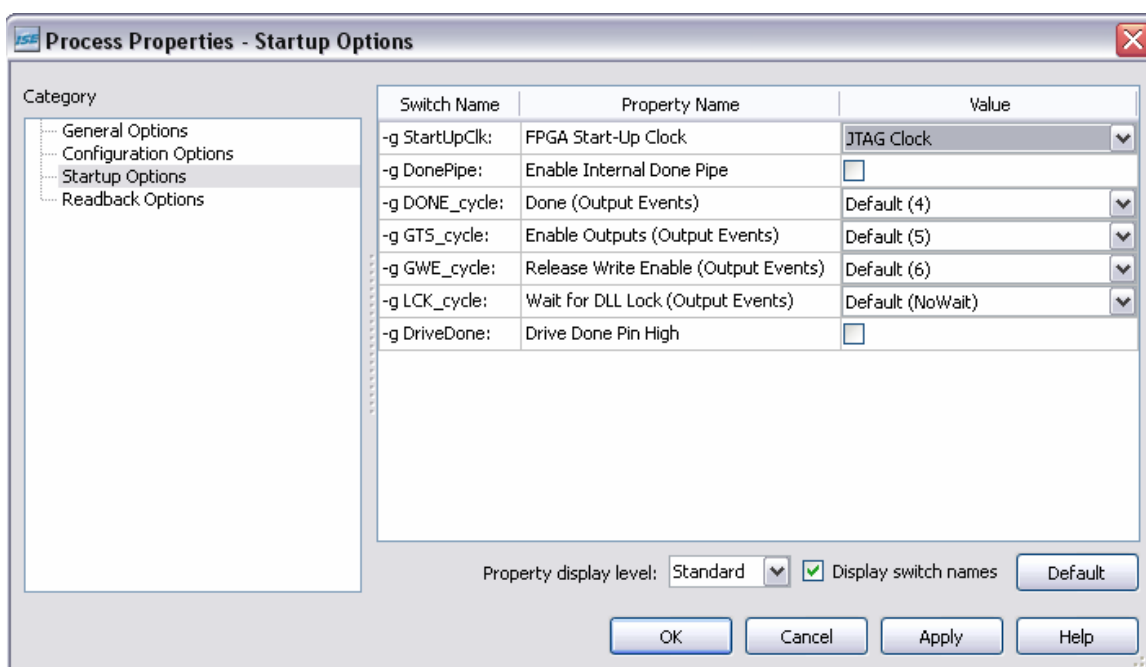 ISE Process Properties - Startup Options
Category
General Options
Configuration Options
Startup Options
Readback Options
Switch Name Property Name Value
-g StartUpClk: FPGA Start-Up Clock JTAG Clock
-g DonePipe: Enable Internal Done Pipe
-g DONE_cycle: Done (Output Events) Default (4)
-g GTS_cycle: Enable Outputs (Output Events) Default (5)
-g GWE_cycle: Release Write Enable (Output Events) Default (6)
-g LCK_cycle: Wait for DLL Lock (Output Events) Default (NoWait)
-g DriveDone: Drive Done Pin High
Property display level: Standard Display switch names Default
OK Cancel Apply Help